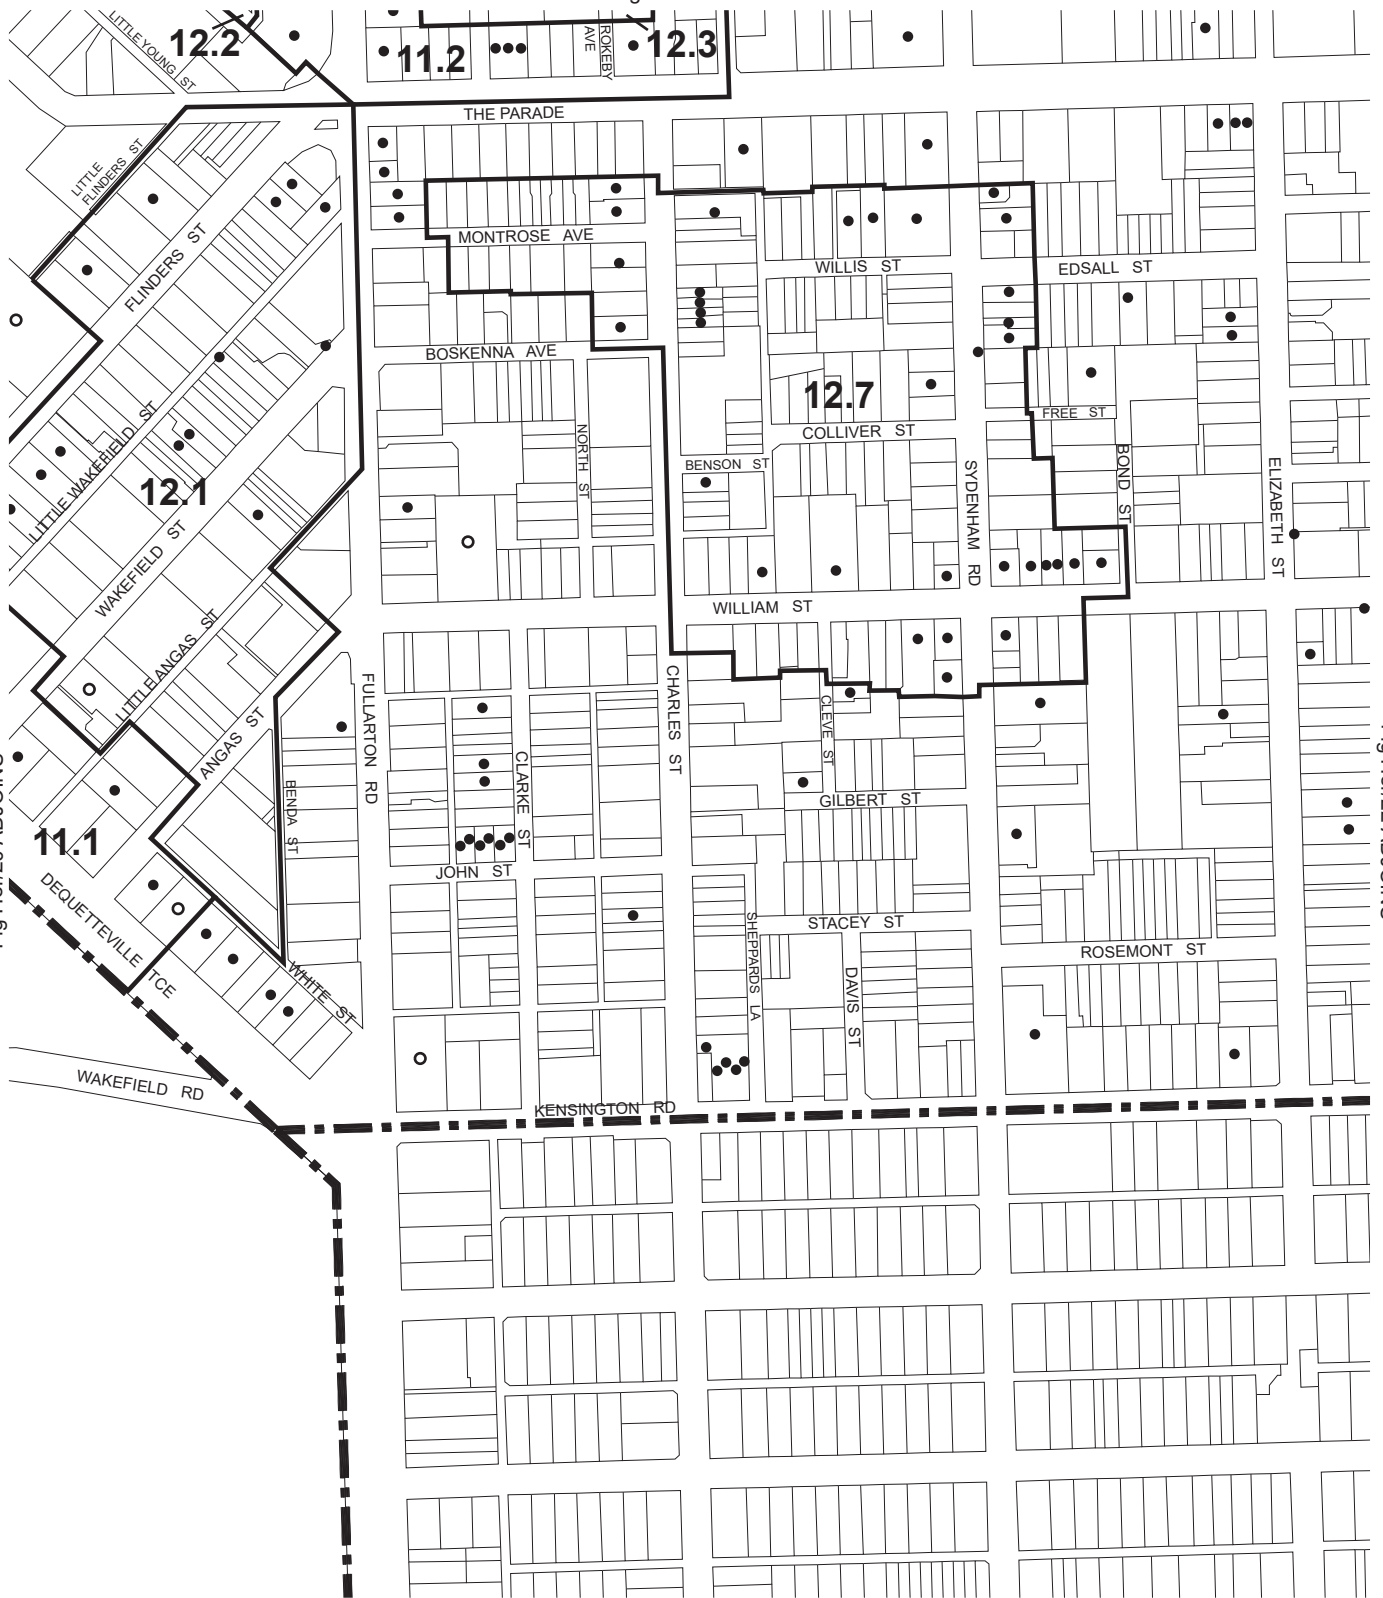 LITTLE YOUNG ST
12.2
11.2
ROKEBY
AVE
12.3
THE PARADE
LITTLE
FLINDERS ST
FLINDERS ST
MONTROSE AVE
WILLIS ST
EDSALL ST
BOSKENNA AVE
12.7
FREE ST
COLLIVER ST
NORTH ST
BENSON ST
BOND ST
SYDENHAM RD
ELIZABETH ST
LITTLE WAKEFIELD ST
12.1
WAKEFIELD ST
WILLIAM ST
LITTLE ANGAS ST
ANGAS ST
FULLARTON RD
CHARLES ST
CLEVE ST
CLARKE ST
BENDA ST
GILBERT ST
11.1
JOHN ST
DEQUETTEVILLE TCE
STACEY ST
SHEPPARDS LA
ROSEMONT ST
DAVIS ST
WHITE ST
WAKEFIELD RD
KENSINGTON RD